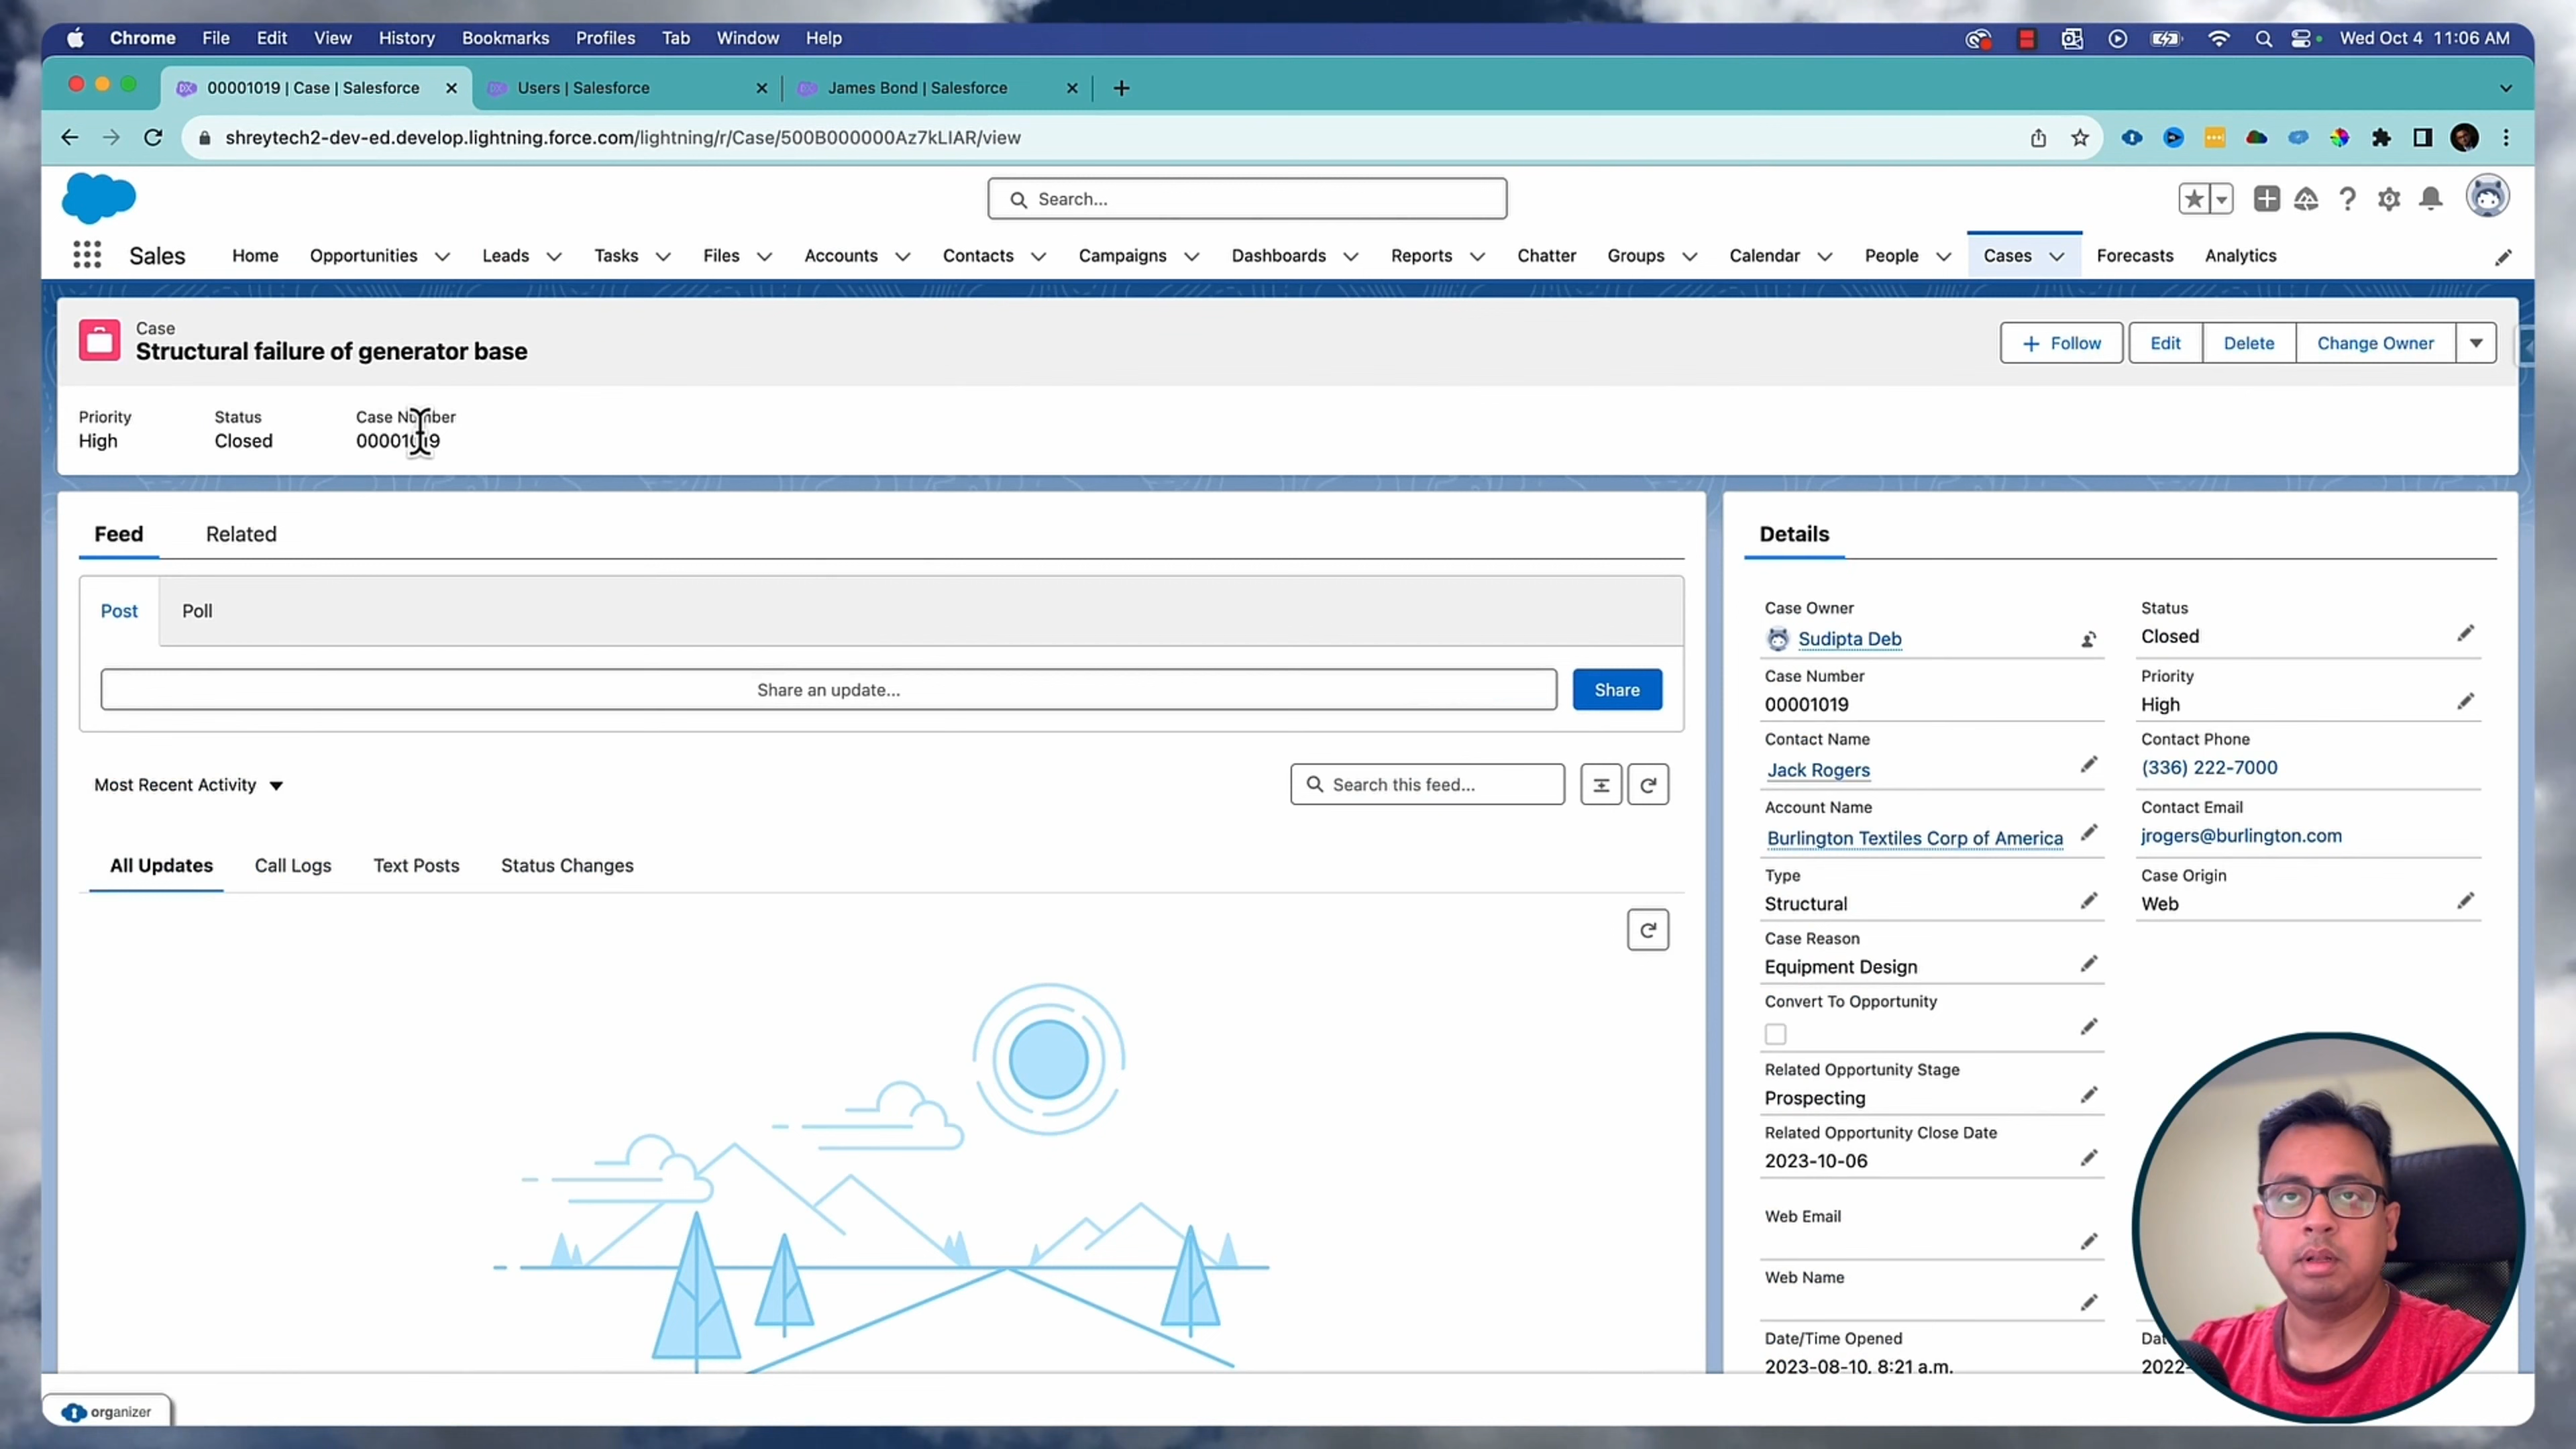 Chrome File Edit View History Bookmarks Profiles Tab Window Help Wed Oct 4 11:06 AM
00001019 | Case | Salesforce Users | Salesforce James Bond | Salesforce
shreytech2-dev-ed.develop.lightning.force.com/lightning/r/Case/500B000000Az7kLIAR/view
Search...
Sales Home Opportunities Leads Tasks Files Accounts Contacts Campaigns Dashboards Reports Chatter Groups Calendar People Cases Forecasts Analytics
Case
Structural failure of generator base
Follow Edit Delete Change Owner
Priority Status Case Number
High Closed 00001019
Feed Related
Post Poll
Share an update... Share
Most Recent Activity Search this feed...
All Updates Call Logs Text Posts Status Changes
Details
Case Owner Status
Sudipta Deb Closed
Case Number Priority
00001019 High
Contact Name Contact Phone
Jack Rogers (336) 222-7000
Account Name Contact Email
Burlington Textiles Corp of America jrogers@burlington.com
Type Case Origin
Structural Web
Case Reason
Equipment Design
Convert To Opportunity
Related Opportunity Stage
Prospecting
Related Opportunity Close Date
2023-10-06
Web Email
Web Name
Date/Time Opened
2023-08-10, 8:21 a.m. 2022-
organizer